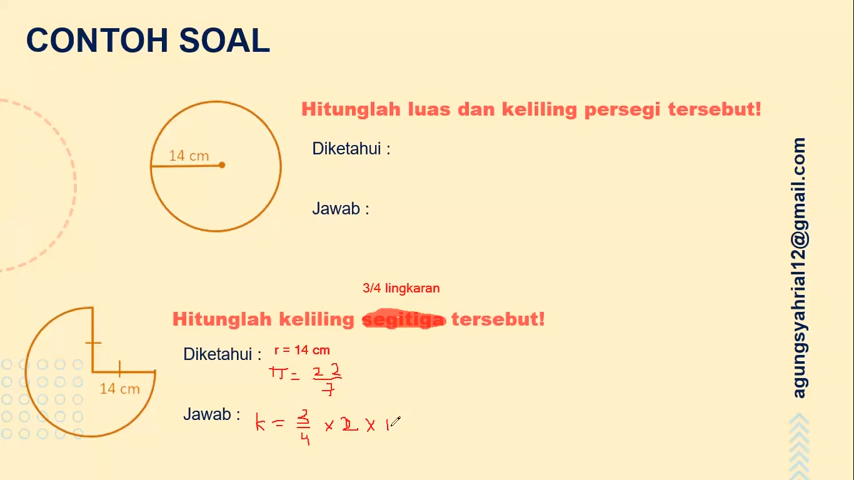 CONTOH SOAL
14 cm
Hitunglah luas dan keliling persegi tersebut!
Diketahui :
Jawab :
3/4 lingkaran
Hitunglah keliling segitiga tersebut!
14 cm
Diketahui : r = 14 cm
π = 22/7
Jawab : k = 3/4 × 2 × 1
agungsyahrial12@gmail.com